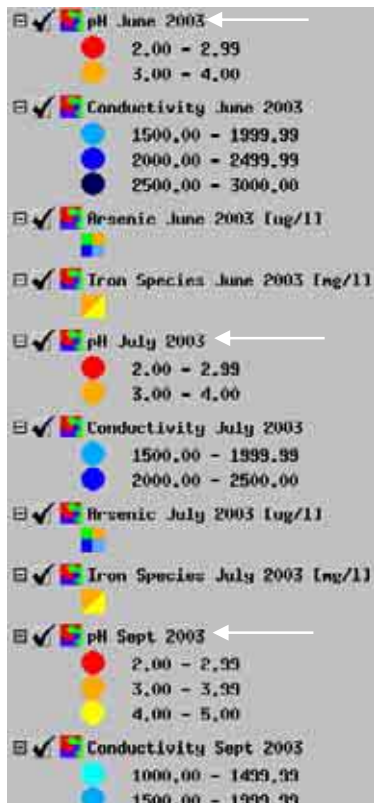 pH June 2003
2.00 - 2.99
3.00 - 4.00
Conductivity June 2003
1500.00 - 1999.99
2000.00 - 2499.99
2500.00 - 3000.00
Arsenic June 2003 [ug/l]
Iron Species June 2003 [mg/l]
pH July 2003
2.00 - 2.99
3.00 - 4.00
Conductivity July 2003
1500.00 - 1999.99
2000.00 - 2500.00
Arsenic July 2003 [ug/l]
Iron Species July 2003 [mg/l]
pH Sept 2003
2.00 - 2.99
3.00 - 3.99
4.00 - 5.00
Conductivity Sept 2003
1000.00 - 1499.99
1500.00 - 1999.99